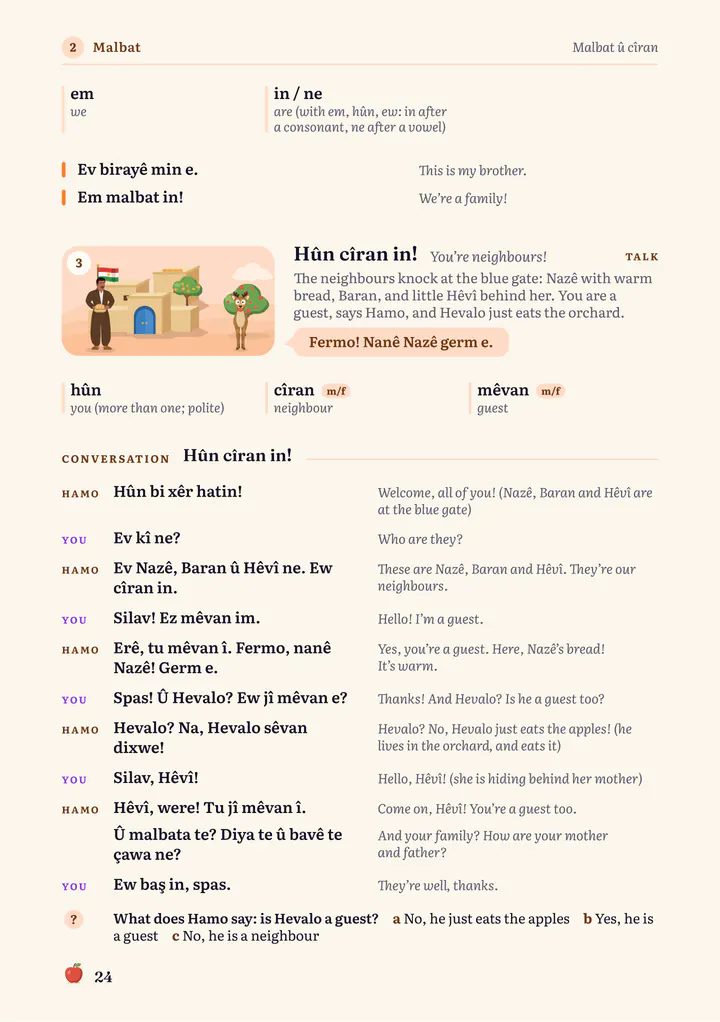 2 Malbat
Malbat û cîran
em
we
in / ne
are (with em, hûn, ew: in after
a consonant, ne after a vowel)
Ev birayê min e.
This is my brother.
Em malbat in!
We’re a family!
3
Hûn cîran in! You’re neighbours! TALK
The neighbours knock at the blue gate: Nazê with warm
bread, Baran, and little Hêvî behind her. You are a
guest, says Hamo, and Hevalo just eats the orchard.
Fermo! Nanê Nazê germ e.
hûn
you (more than one; polite)
cîran m/f
neighbour
mêvan m/f
guest
CONVERSATION Hûn cîran in!
HAMO Hûn bi xêr hatin!
Welcome, all of you! (Nazê, Baran and Hêvî are
at the blue gate)
YOU Ev kî ne?
Who are they?
HAMO Ev Nazê, Baran û Hêvî ne. Ew
cîran in.
These are Nazê, Baran and Hêvî. They’re our
neighbours.
YOU Silav! Ez mêvan im.
Hello! I’m a guest.
HAMO Erê, tu mêvan î. Fermo, nanê
Nazê! Germ e.
Yes, you’re a guest. Here, Nazê’s bread!
It’s warm.
YOU Spas! Û Hevalo? Ew jî mêvan e?
Thanks! And Hevalo? Is he a guest too?
HAMO Hevalo? Na, Hevalo sêvan
dixwe!
Hevalo? No, Hevalo just eats the apples! (he
lives in the orchard, and eats it)
YOU Silav, Hêvî!
Hello, Hêvî! (she is hiding behind her mother)
HAMO Hêvî, were! Tu jî mêvan î.
Come on, Hêvî! You’re a guest too.
Û malbata te? Diya te û bavê te
çawa ne?
And your family? How are your mother
and father?
YOU Ew baş in, spas.
They’re well, thanks.
? What does Hamo say: is Hevalo a guest? a No, he just eats the apples b Yes, he is
a guest c No, he is a neighbour
24